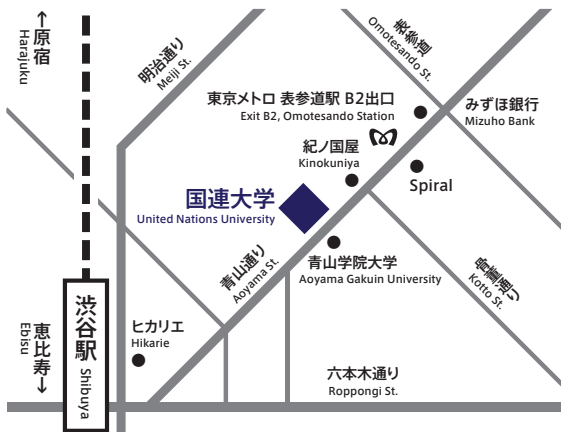 ↑原宿
Harajuku
明治通り
Meiji St.
表参道
Omotesando St.
東京メトロ 表参道駅 B2出口
Exit B2, Omotesando Station
みずほ銀行
Mizuho Bank
紀ノ国屋
Kinokuniya
Spiral
国連大学
United Nations University
青山通り
Aoyama St.
青山学院大学
Aoyama Gakuin University
骨董通り
Kotto St.
渋谷駅
Shibuya
ヒカリエ
Hikarie
恵比寿↓
Ebisu
六本木通り
Roppongi St.